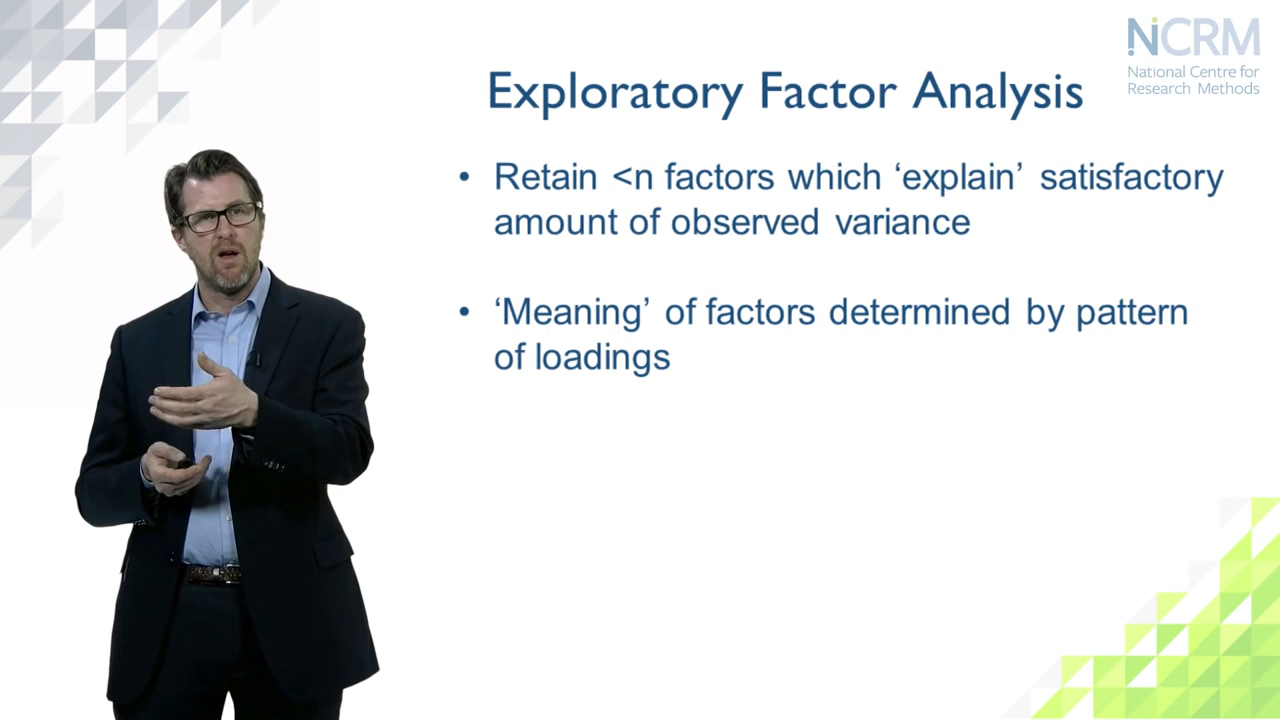 NCRM
National Centre for
Research Methods
Exploratory Factor Analysis
• Retain <n factors which ‘explain’ satisfactory
amount of observed variance
• ‘Meaning’ of factors determined by pattern
of loadings